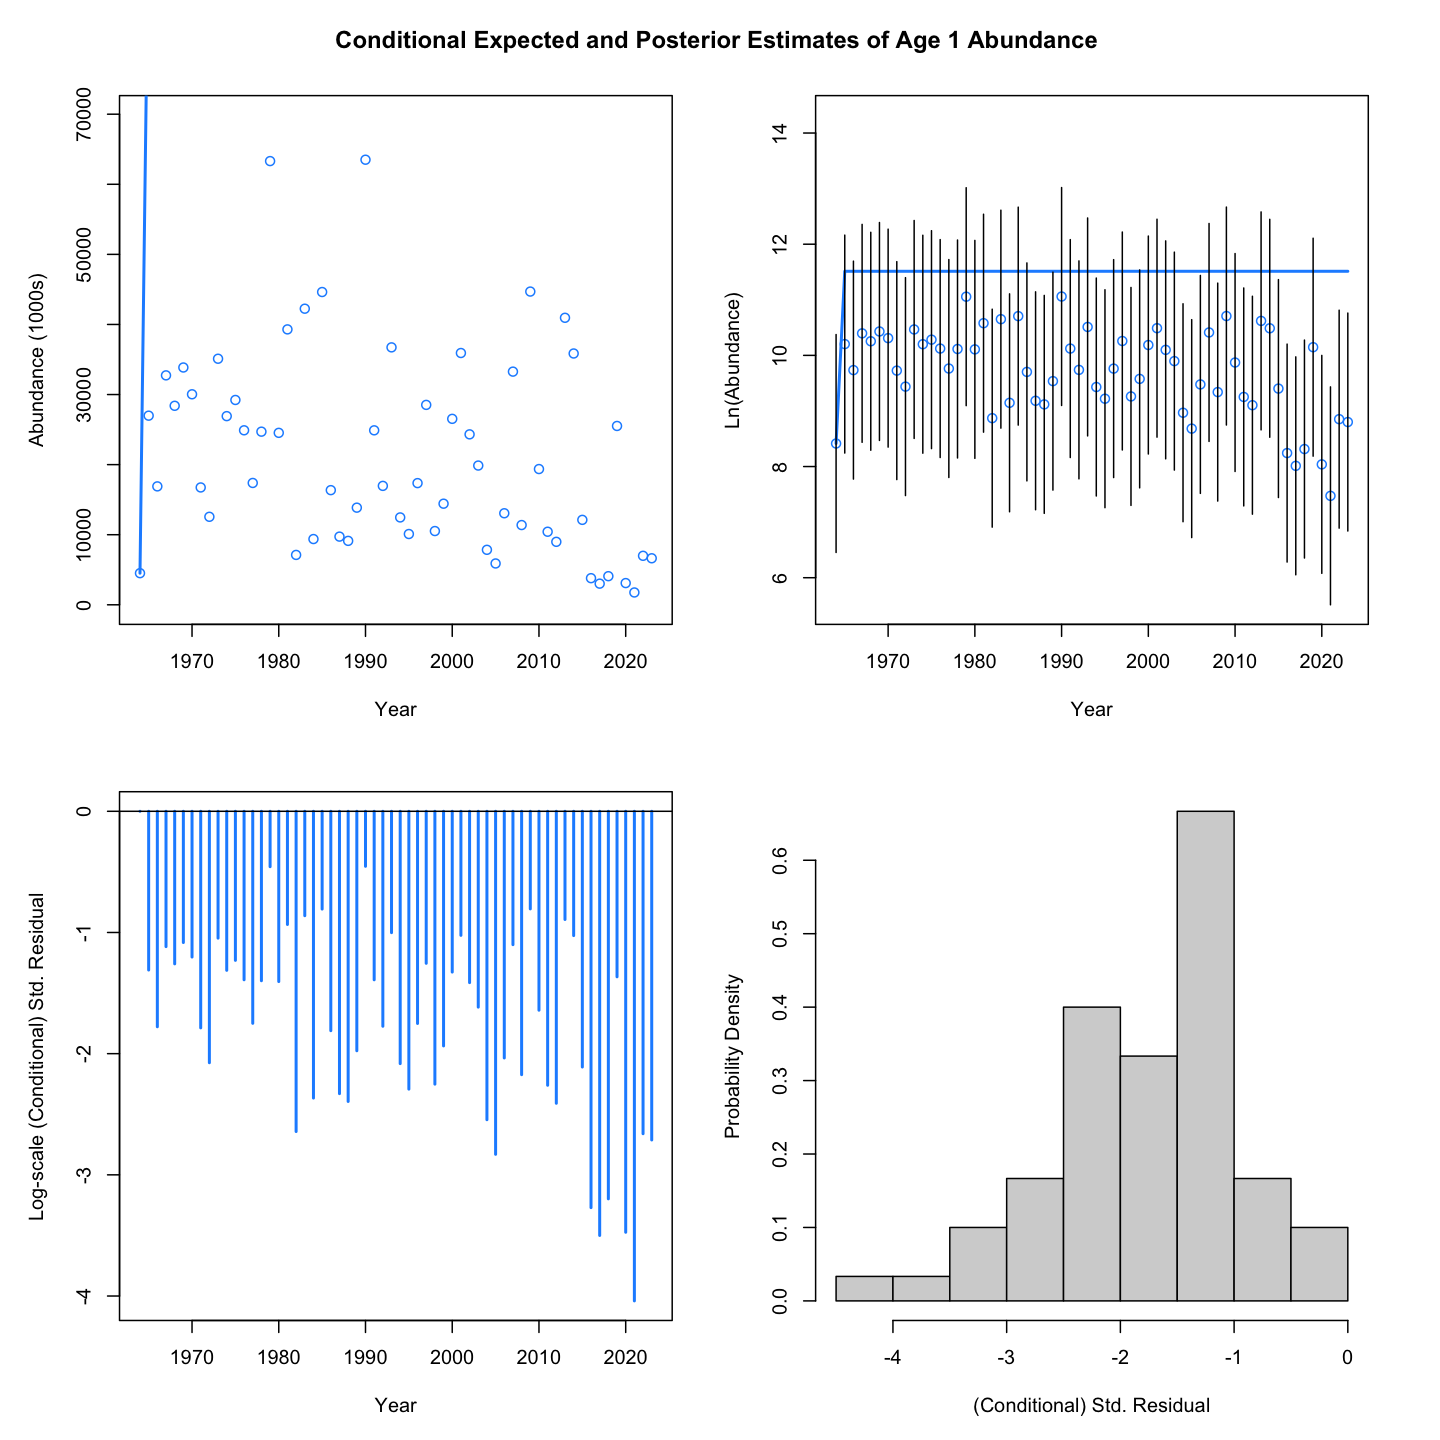 Conditional Expected and Posterior Estimates of Age 1 Abundance
Abundance (1000s)
70000
50000
30000
10000
0
1970 1980 1990 2000 2010 2020
Year
Ln(Abundance)
14
12
10
8
6
1970 1980 1990 2000 2010 2020
Year
Log-scale (Conditional) Std. Residual
0
-1
-2
-3
-4
1970 1980 1990 2000 2010 2020
Year
Probability Density
0.6
0.5
0.4
0.3
0.2
0.1
0.0
-4 -3 -2 -1 0
(Conditional) Std. Residual